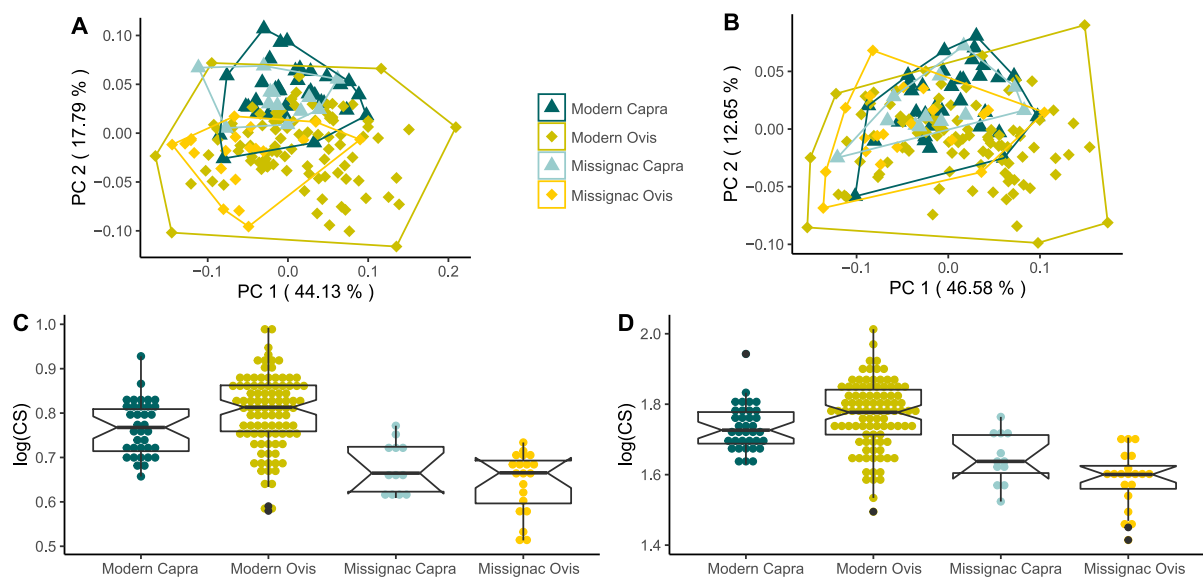 A
PC 2 ( 17.79 % )
0.10
0.05
0.00
−0.05
−0.10
−0.1
0.0
0.1
0.2
PC 1 ( 44.13 % )
Modern Capra
Modern Ovis
Missignac Capra
Missignac Ovis
B
PC 2 ( 12.65 % )
0.05
0.00
−0.05
−0.10
−0.1
0.0
0.1
PC 1 ( 46.58 % )
C
log(CS)
1.0
0.9
0.8
0.7
0.6
0.5
Modern Capra
Modern Ovis
Missignac Capra
Missignac Ovis
D
log(CS)
2.0
1.8
1.6
1.4
Modern Capra
Modern Ovis
Missignac Capra
Missignac Ovis